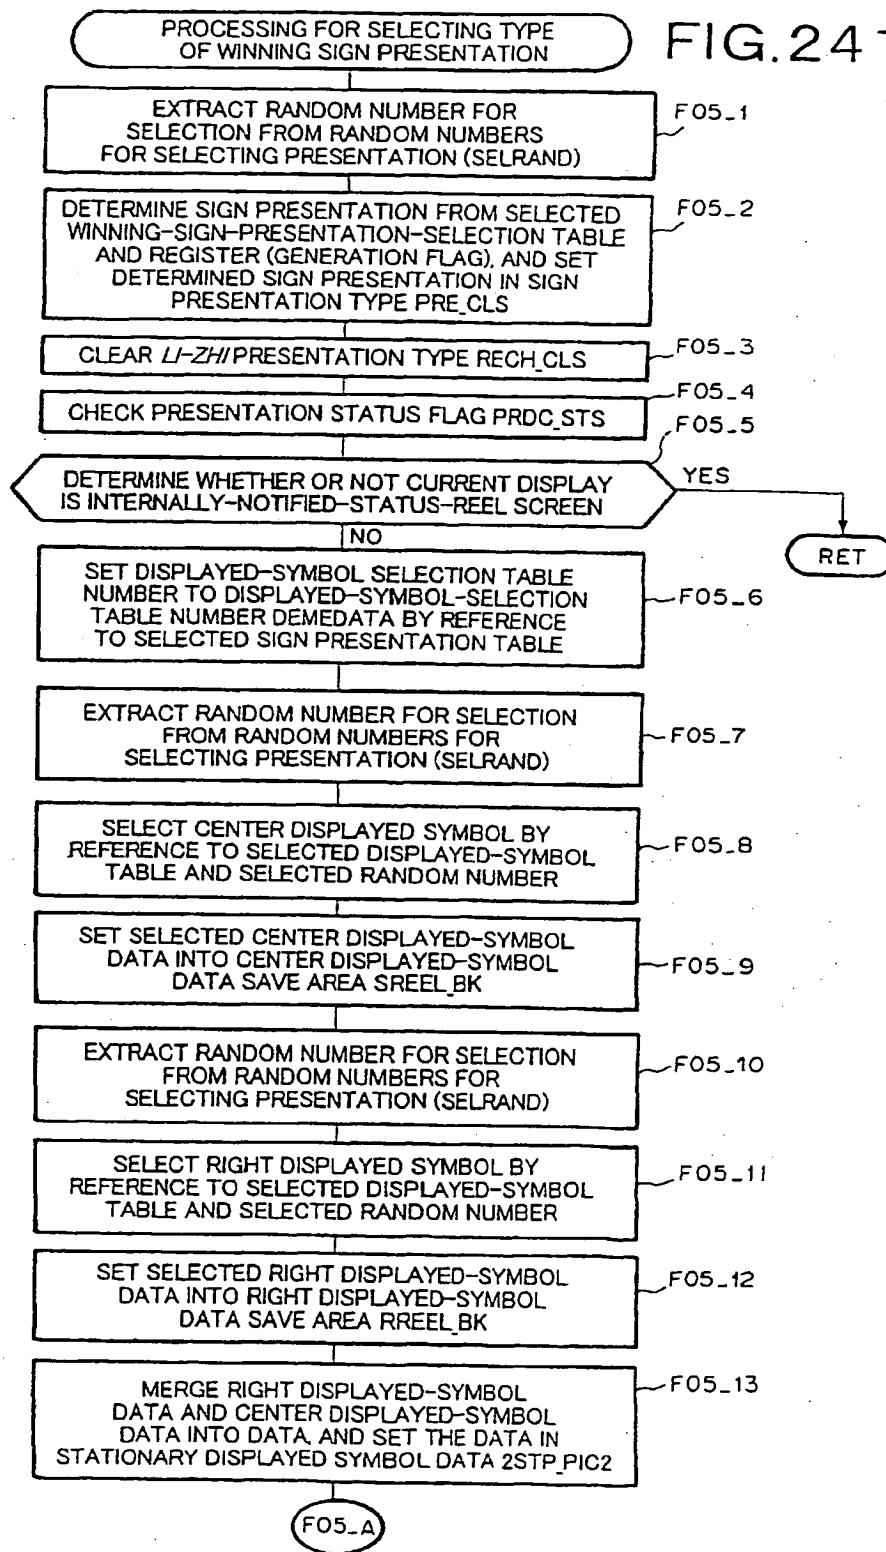 PROCESSING FOR SELECTING TYPE
OF WINNING SIGN PRESENTATION
FIG.24
EXTRACT RANDOM NUMBER FOR
SELECTION FROM RANDOM NUMBERS
FOR SELECTING PRESENTATION (SELRAND)
F05_1
DETERMINE SIGN PRESENTATION FROM SELECTED
WINNING-SIGN-PRESENTATION-SELECTION TABLE
AND REGISTER (GENERATION FLAG), AND SET
DETERMINED SIGN PRESENTATION IN SIGN
PRESENTATION TYPE PRE_CLS
F05_2
CLEAR LI-ZHI PRESENTATION TYPE RECH_CLS
F05_3
CHECK PRESENTATION STATUS FLAG PRDC_STS
F05_4
F05_5
DETERMINE WHETHER OR NOT CURRENT DISPLAY
IS INTERNALLY-NOTIFIED-STATUS-REEL SCREEN
YES
RET
NO
SET DISPLAYED-SYMBOL SELECTION TABLE
NUMBER TO DISPLAYED-SYMBOL-SELECTION
TABLE NUMBER DEMEDATA BY REFERENCE
TO SELECTED SIGN PRESENTATION TABLE
F05_6
EXTRACT RANDOM NUMBER FOR SELECTION
FROM RANDOM NUMBERS FOR
SELECTING PRESENTATION (SELRAND)
F05_7
SELECT CENTER DISPLAYED SYMBOL BY
REFERENCE TO SELECTED DISPLAYED-SYMBOL
TABLE AND SELECTED RANDOM NUMBER
F05_8
SET SELECTED CENTER DISPLAYED-SYMBOL
DATA INTO CENTER DISPLAYED-SYMBOL
DATA SAVE AREA SREEL_BK
F05_9
EXTRACT RANDOM NUMBER FOR SELECTION
FROM RANDOM NUMBERS FOR
SELECTING PRESENTATION (SELRAND)
F05_10
SELECT RIGHT DISPLAYED SYMBOL BY
REFERENCE TO SELECTED DISPLAYED-SYMBOL
TABLE AND SELECTED RANDOM NUMBER
F05_11
SET SELECTED RIGHT DISPLAYED-SYMBOL
DATA INTO RIGHT DISPLAYED-SYMBOL
DATA SAVE AREA RREEL_BK
F05_12
MERGE RIGHT DISPLAYED-SYMBOL
DATA AND CENTER DISPLAYED-SYMBOL
DATA INTO DATA, AND SET THE DATA IN
STATIONARY DISPLAYED SYMBOL DATA 2STP_PIC2
F05_13
F05_A